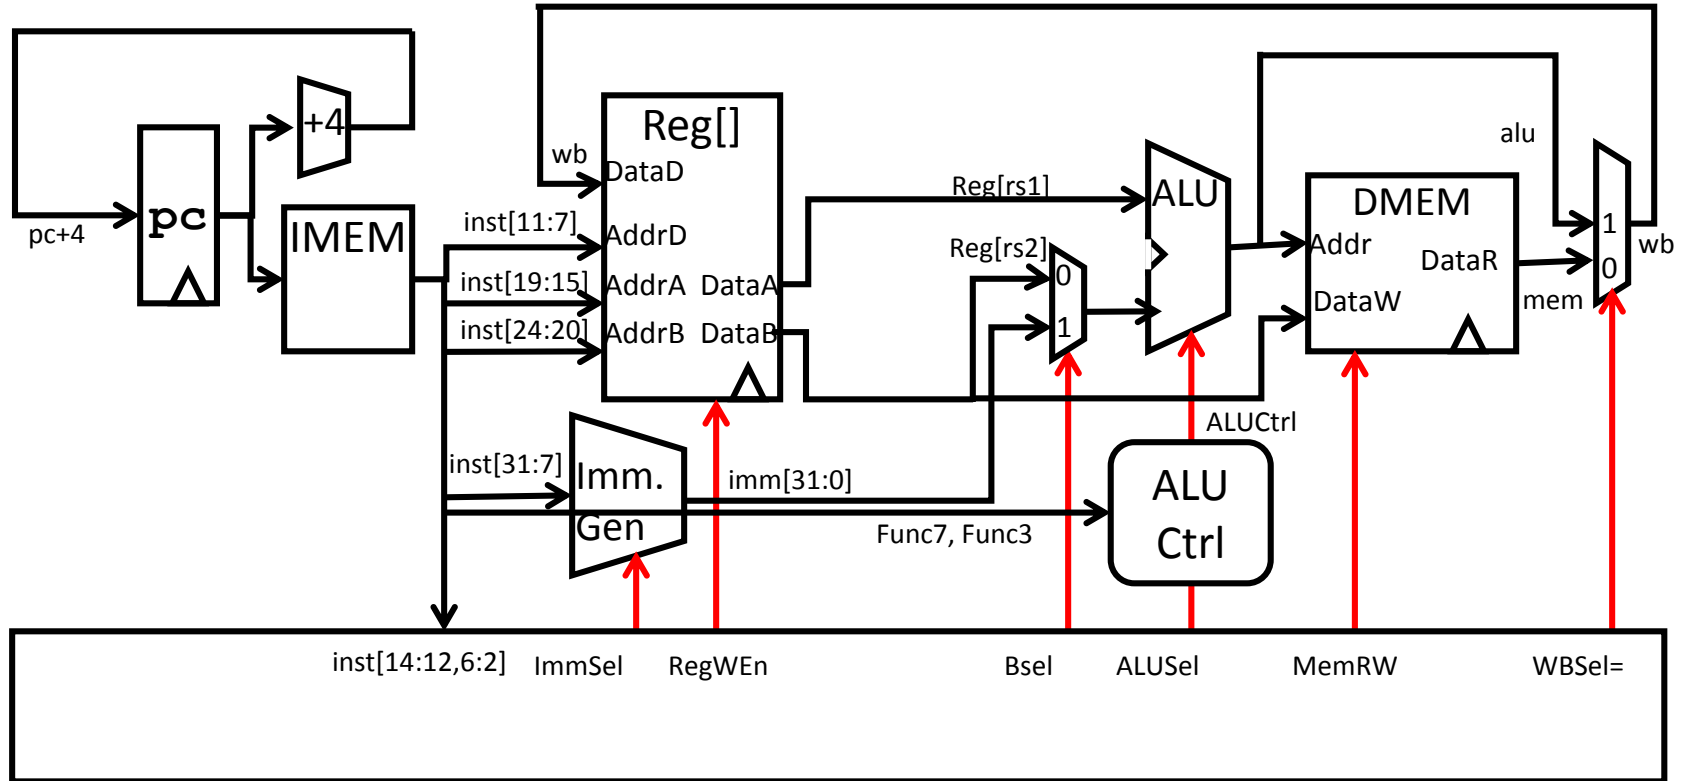 +4
pc
pc+4
IMEM
Reg[]
wb
DataD
inst[11:7]
AddrD
inst[19:15]
AddrA
DataA
inst[24:20]
AddrB
DataB
Reg[rs1]
Reg[rs2]
0
1
ALU
alu
DMEM
Addr
DataR
DataW
mem
1
0
wb
inst[31:7]
Imm.
Gen
imm[31:0]
Func7, Func3
ALUCtrl
ALU
Ctrl
inst[14:12,6:2]
ImmSel
RegWEn
Bsel
ALUSel
MemRW
WBSel=